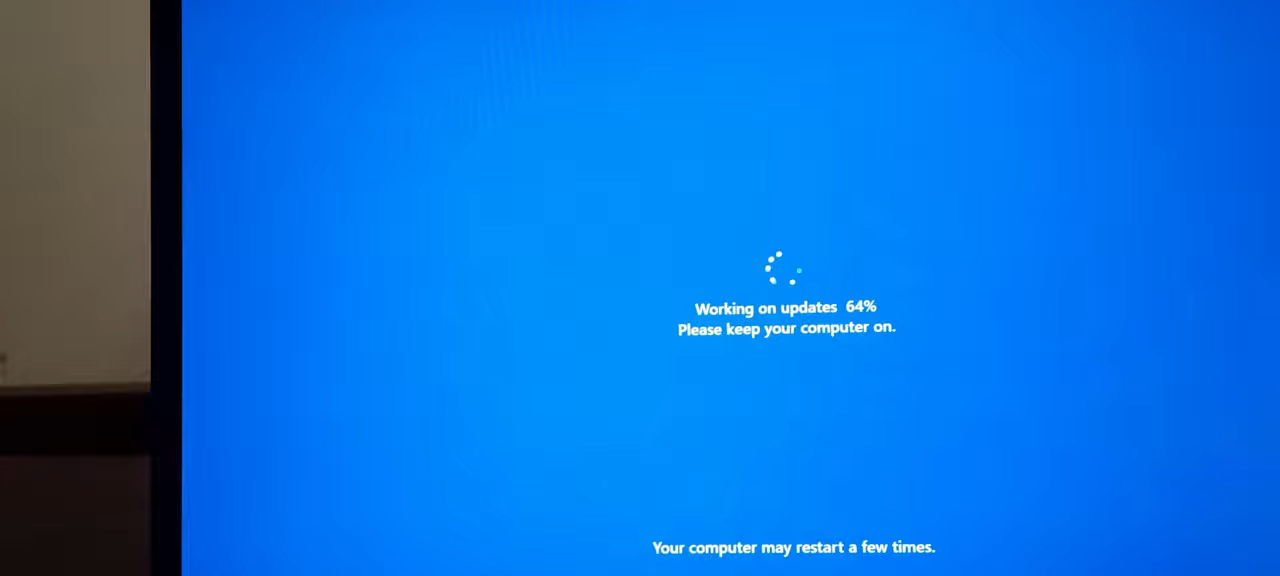 Working on updates 64%
Please keep your computer on.
Your computer may restart a few times.